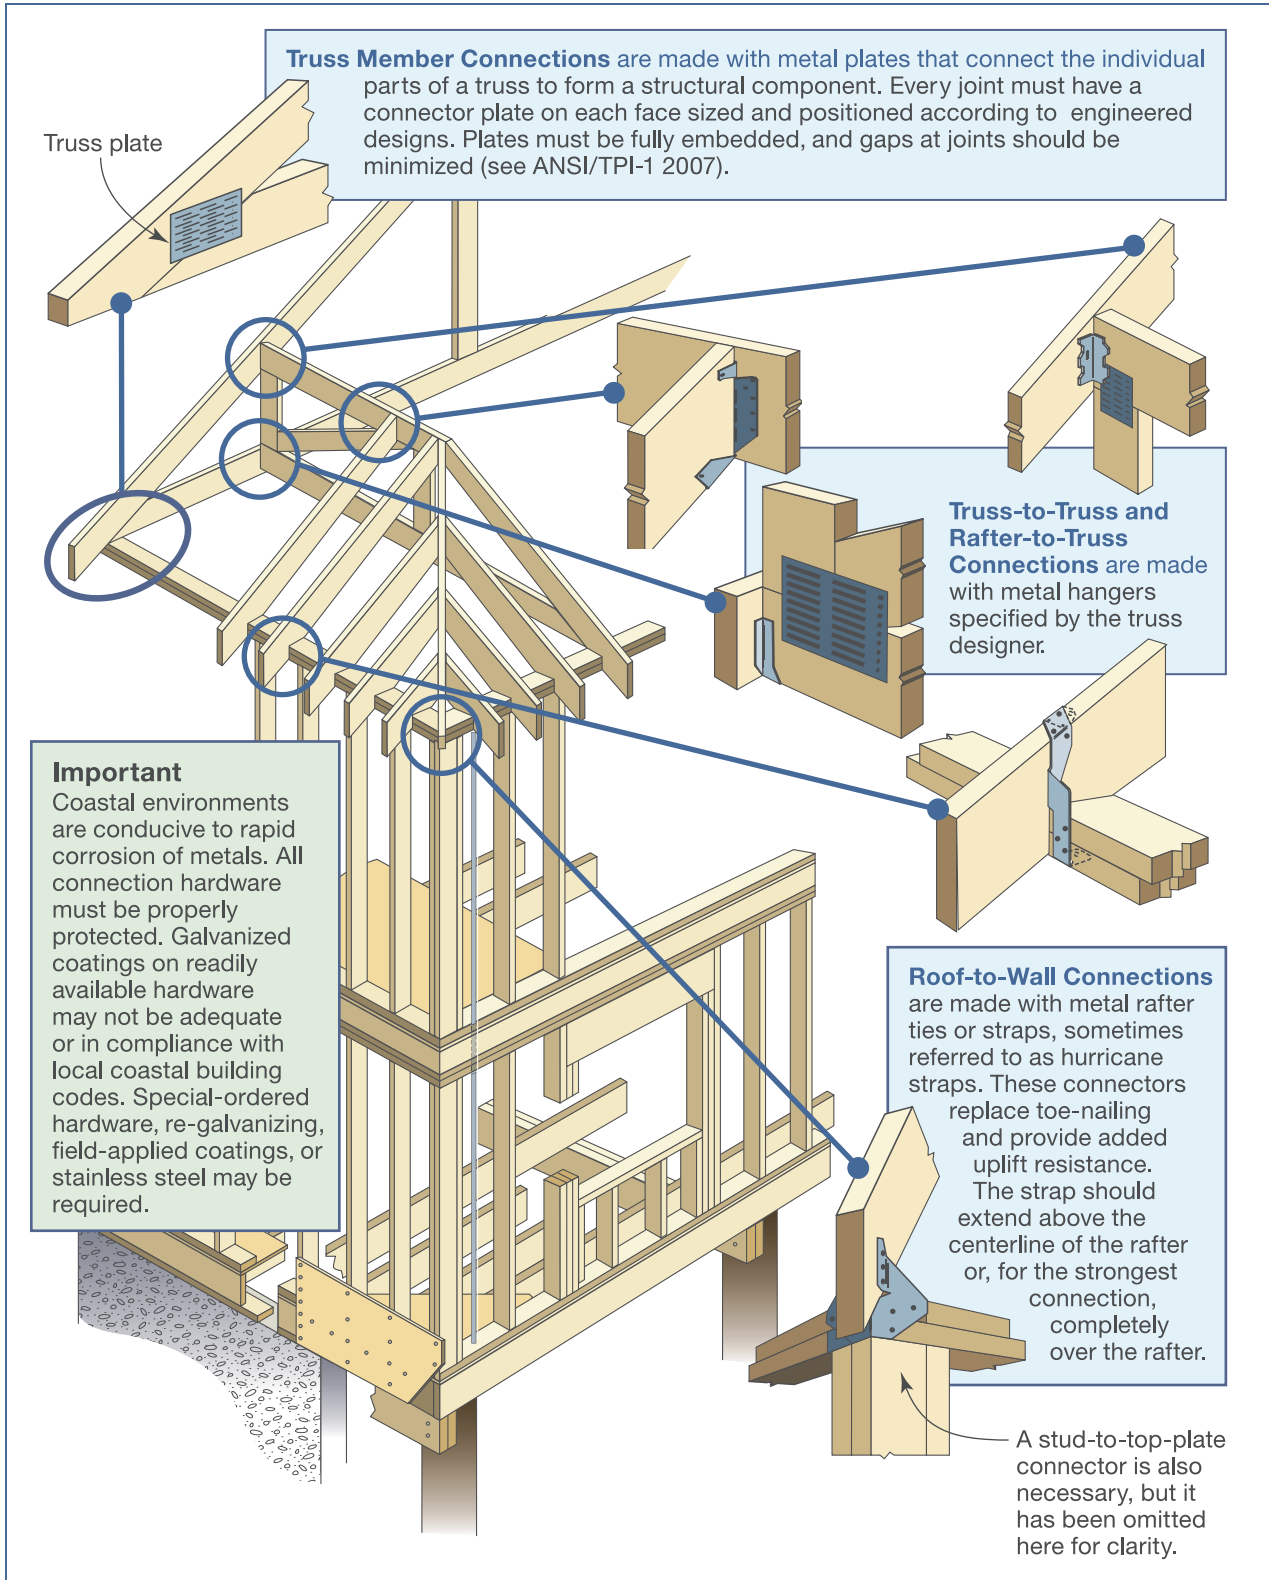 Truss Member Connections are made with metal plates that connect the individual
parts of a truss to form a structural component. Every joint must have a
connector plate on each face sized and positioned according to engineered
designs. Plates must be fully embedded, and gaps at joints should be
minimized (see ANSI/TPI-1 2007).
Truss plate
Truss-to-Truss and
Rafter-to-Truss
Connections are made
with metal hangers
specified by the truss
designer.
Important
Coastal environments
are conducive to rapid
corrosion of metals. All
connection hardware
must be properly
protected. Galvanized
coatings on readily
available hardware
may not be adequate
or in compliance with
local coastal building
codes. Special-ordered
hardware, re-galvanizing,
field-applied coatings, or
stainless steel may be
required.
Roof-to-Wall Connections
are made with metal rafter
ties or straps, sometimes
referred to as hurricane
straps. These connectors
replace toe-nailing
and provide added
uplift resistance.
The strap should
extend above the
centerline of the rafter
or, for the strongest
connection,
completely
over the rafter.
A stud-to-top-plate
connector is also
necessary, but it
has been omitted
here for clarity.